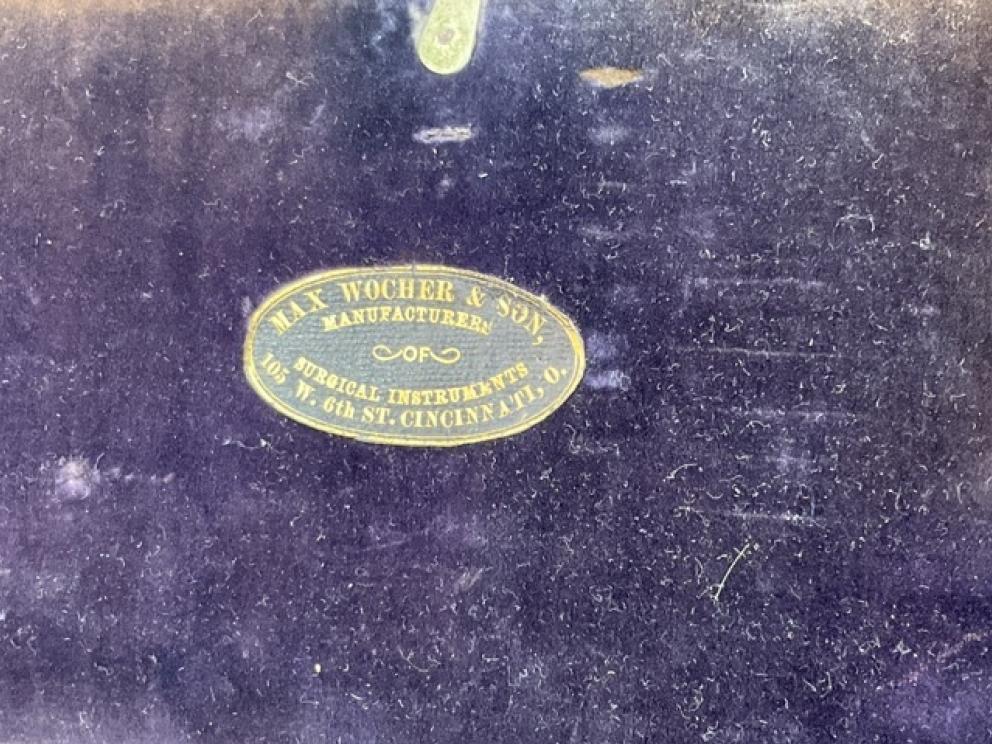 MAX WOCHER & SON,
MANUFACTURERS
OF
SURGICAL INSTRUMENTS
105 W. 6th ST. CINCINNATI, O.